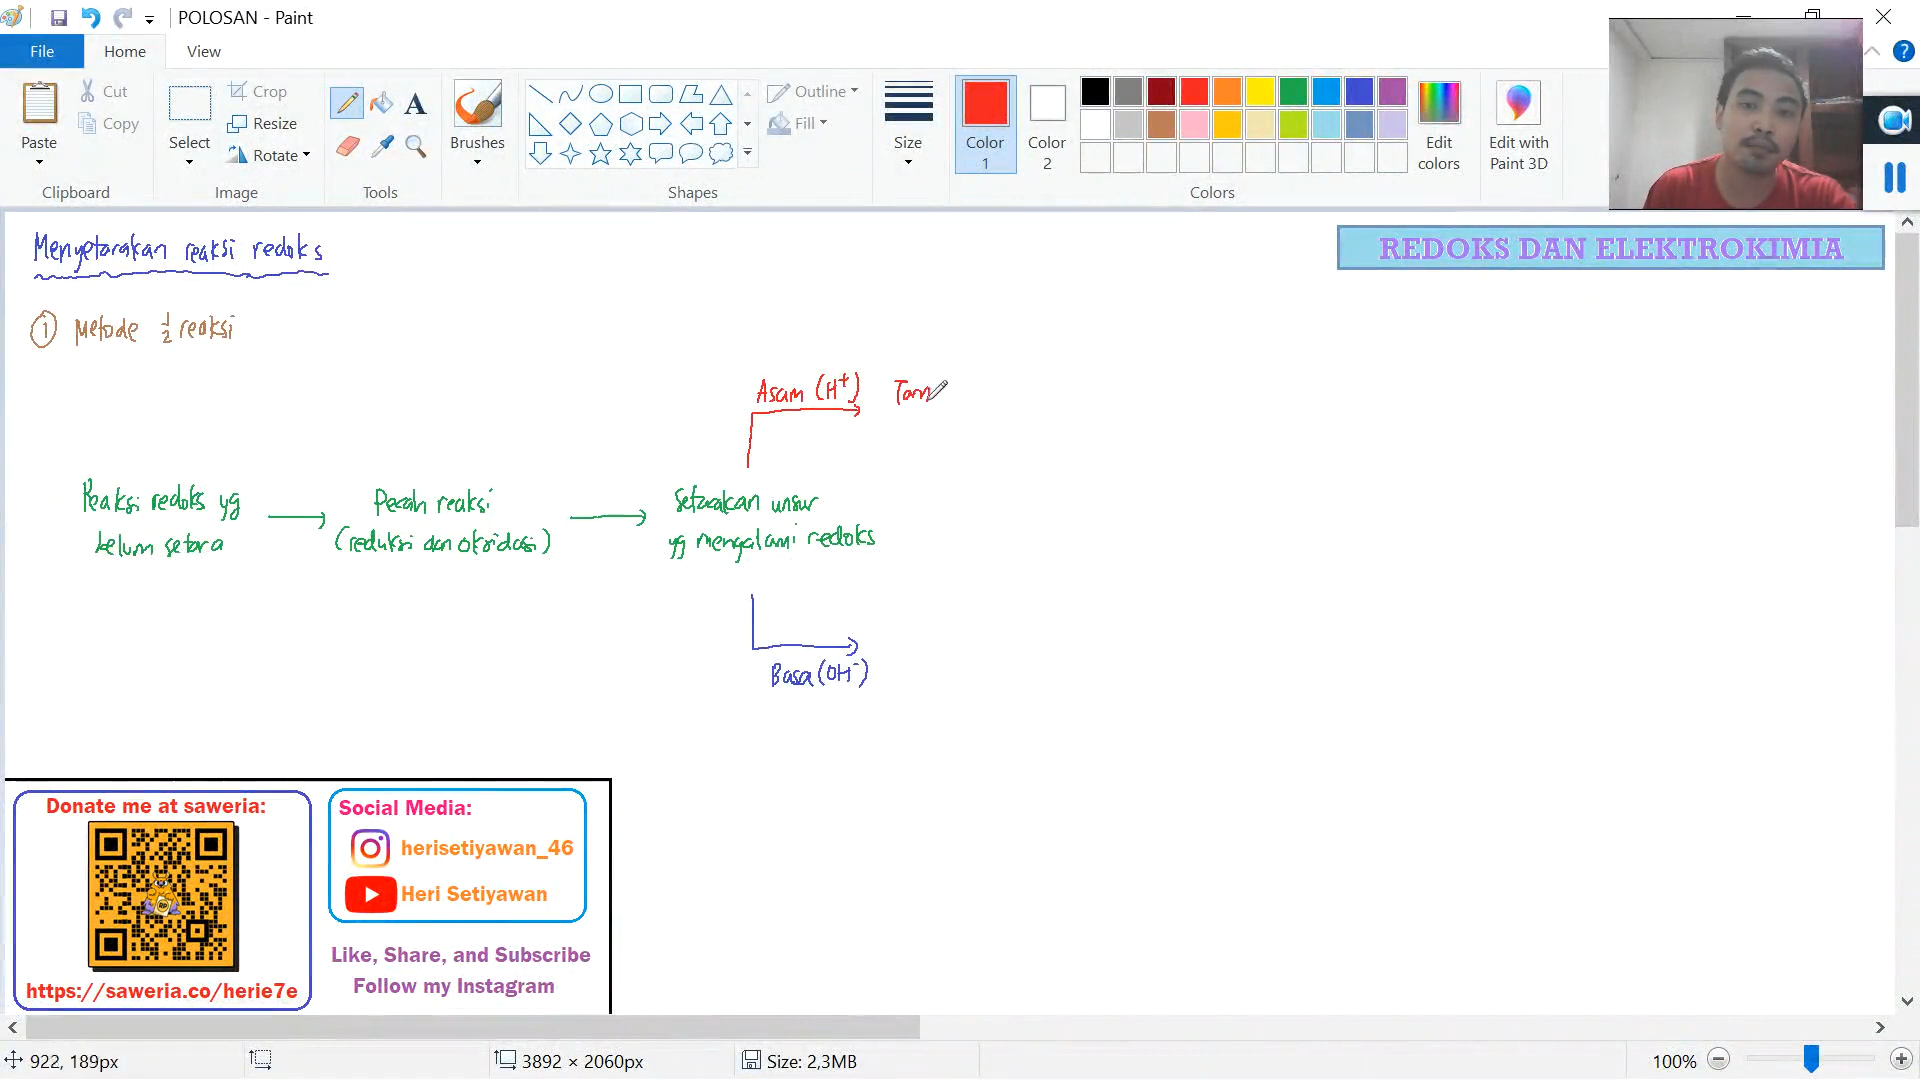 POLOSAN - Paint
File
Home
View
Paste
Cut
Copy
Clipboard
Select
Crop
Resize
Rotate
Image
A
Tools
Brushes
Shapes
Outline
Fill
Size
Color
1
Color
2
Colors
Edit
colors
Edit with
Paint 3D
Menyetarakan reaksi redoks
REDOKS DAN ELEKTROKIMIA
1 Metode 1/2 reaksi
Asam (H+) Tam
Reaksi redoks yg
belum setara
Pecah reaksi
(reduksi dan oksidasi)
Setarakan unsur
yg mengalami redoks
Basa (OH-)
Donate me at saweria:
https://saweria.co/herie7e
Social Media:
herisetiyawan_46
Heri Setiyawan
Like, Share, and Subscribe
Follow my Instagram
922, 189px
3892 × 2060px
Size: 2,3MB
100%